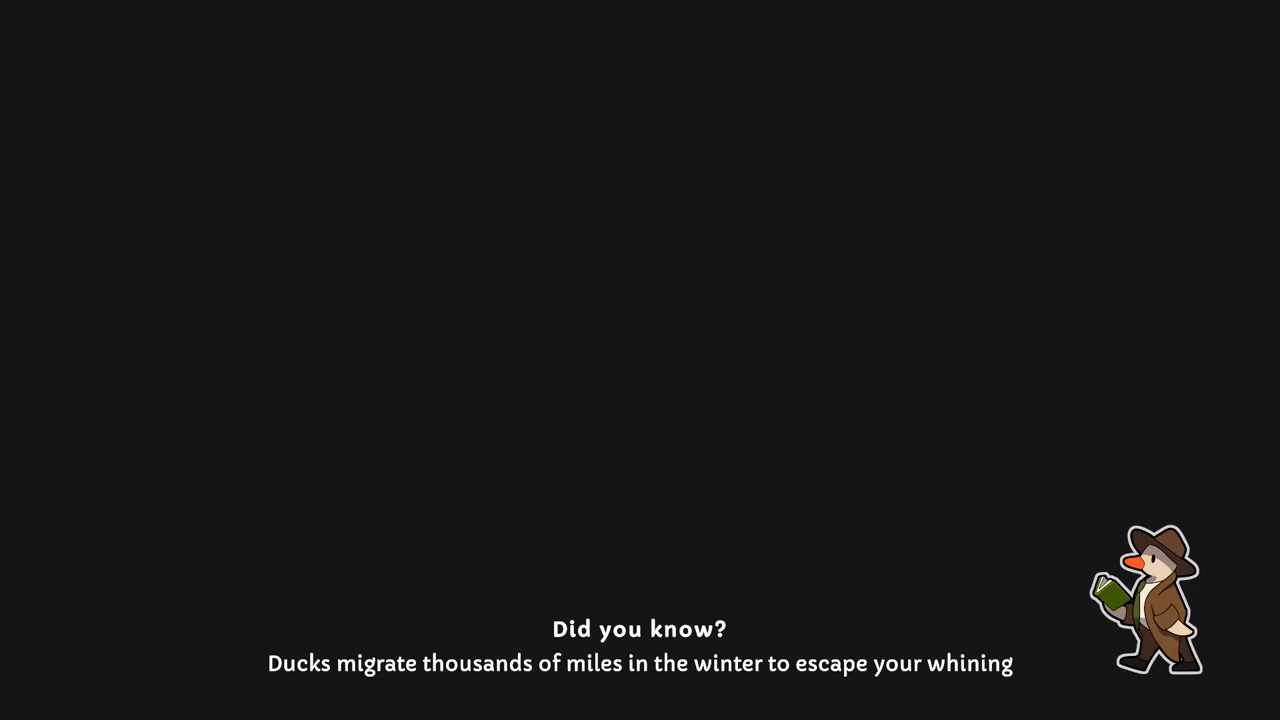 Did you know?
Ducks migrate thousands of miles in the winter to escape your whining